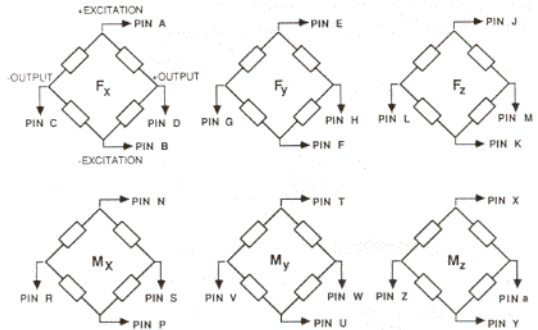 +EXCITATION
PIN A
-OUTPUT
Fx
+OUTPUT
PIN C
PIN D
PIN B
-EXCITATION
PIN E
Fy
PIN G
PIN H
PIN F
PIN J
Fz
PIN L
PIN M
PIN K
PIN N
Mx
PIN R
PIN S
PIN P
PIN T
My
PIN V
PIN W
PIN U
PIN X
Mz
PIN Z
PIN a
PIN Y